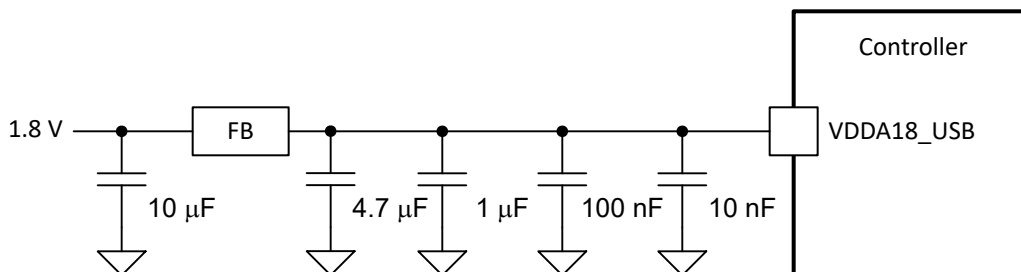 Controller
1.8 V
FB
VDDA18_USB
10 μF
4.7 μF
1 μF
100 nF
10 nF